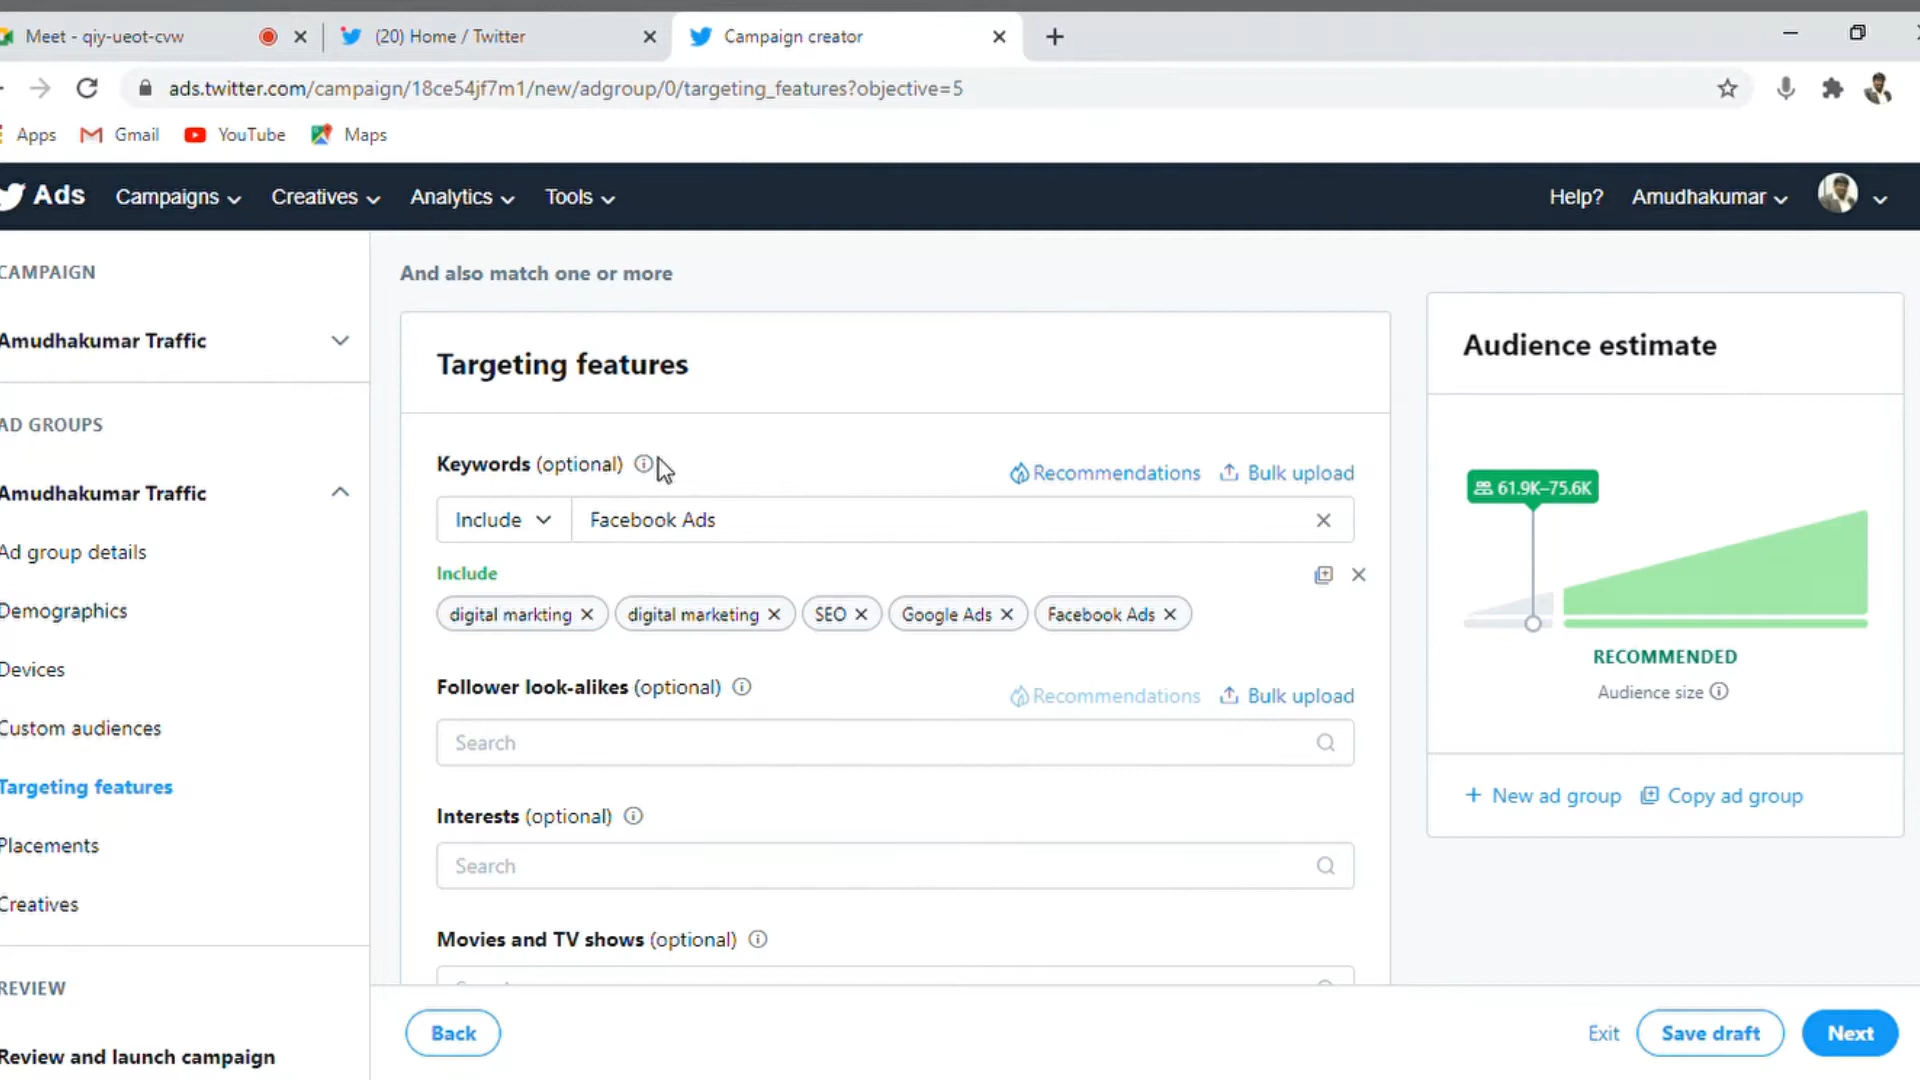 Meet - qiy-ueot-cvw
(20) Home / Twitter
Campaign creator
ads.twitter.com/campaign/18ce54jf7m1/new/adgroup/0/targeting_features?objective=5
Apps
Gmail
YouTube
Maps
Ads
Campaigns
Creatives
Analytics
Tools
Help?
Amudhakumar
CAMPAIGN
Amudhakumar Traffic
AD GROUPS
Amudhakumar Traffic
Ad group details
Demographics
Devices
Custom audiences
Targeting features
Placements
Creatives
REVIEW
Review and launch campaign
And also match one or more
Targeting features
Keywords (optional)
Recommendations
Bulk upload
Include
Facebook Ads
Include
digital markting
digital marketing
SEO
Google Ads
Facebook Ads
Follower look-alikes (optional)
Recommendations
Bulk upload
Search
Interests (optional)
Search
Movies and TV shows (optional)
Back
Exit
Save draft
Next
Audience estimate
61.9K–75.6K
RECOMMENDED
Audience size
+ New ad group
Copy ad group